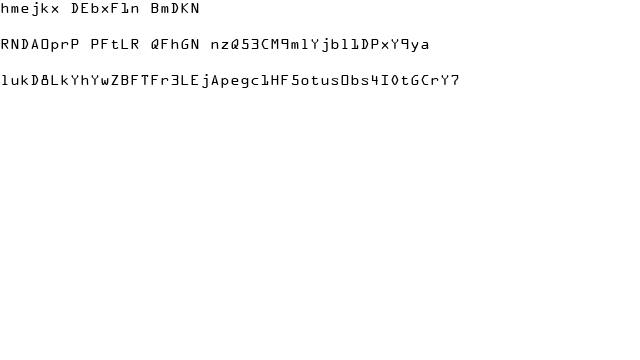 hmejkx DEbxF1n BmDKN
RNDAOprP PFtLR QFhGN nzQ53CM9mlYjbl1DPxY9ya
lukD8LkYhYwZBFTFr3LEjApegc1HF5otusObs4I0tGCrY7